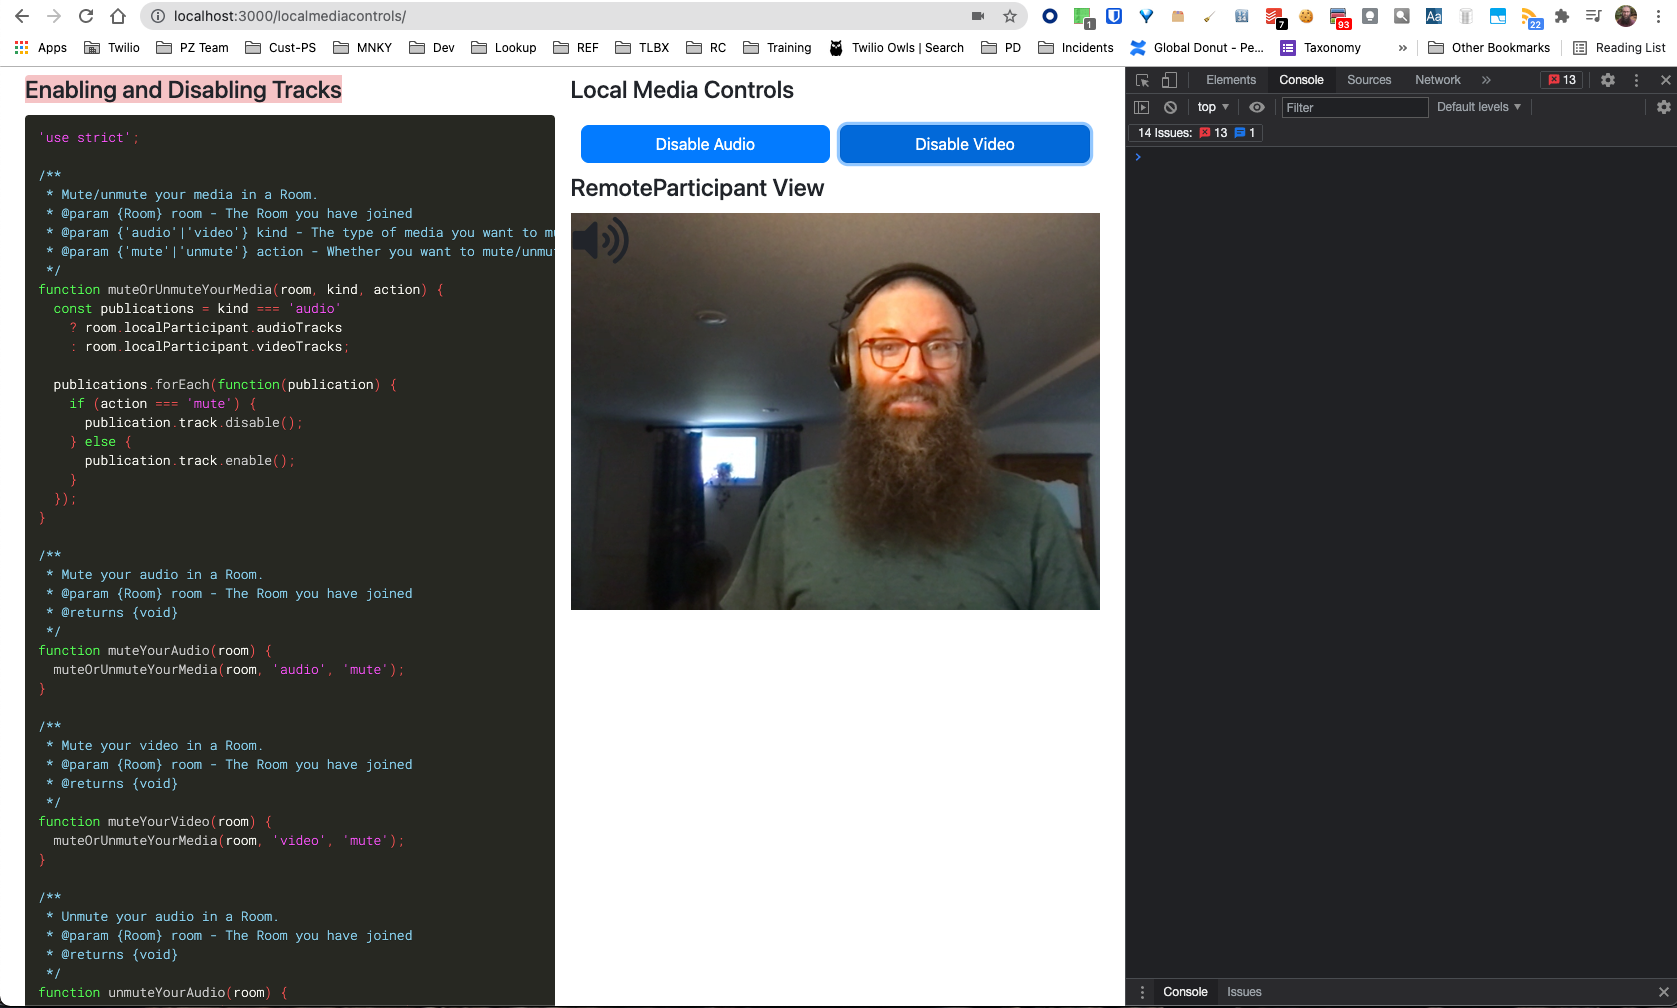 localhost:3000/localmediacontrols/
1
12
34
7
93
Aa
22
Apps Twilio PZ Team Cust-PS MNKY Dev Lookup REF TLBX RC Training Twilio Owls | Search PD Incidents Global Donut - Pe... Taxonomy » Other Bookmarks Reading List
Enabling and Disabling Tracks
'use strict';
/**
* Mute/unmute your media in a Room.
* @param {Room} room - The Room you have joined
* @param {'audio'|'video'} kind - The type of media you want to m
* @param {'mute'|'unmute'} action - Whether you want to mute/unmu
*/
function muteOrUnmuteYourMedia(room, kind, action) {
const publications = kind === 'audio'
? room.localParticipant.audioTracks
: room.localParticipant.videoTracks;
publications.forEach(function(publication) {
if (action === 'mute') {
publication.track.disable();
} else {
publication.track.enable();
}
});
}
/**
* Mute your audio in a Room.
* @param {Room} room - The Room you have joined
* @returns {void}
*/
function muteYourAudio(room) {
muteOrUnmuteYourMedia(room, 'audio', 'mute');
}
/**
* Mute your video in a Room.
* @param {Room} room - The Room you have joined
* @returns {void}
*/
function muteYourVideo(room) {
muteOrUnmuteYourMedia(room, 'video', 'mute');
}
/**
* Unmute your audio in a Room.
* @param {Room} room - The Room you have joined
* @returns {void}
*/
function unmuteYourAudio(room) {
Local Media Controls
Disable Audio Disable Video
RemoteParticipant View
Elements Console Sources Network » 13
top Filter Default levels
14 Issues: 13 1
Console Issues